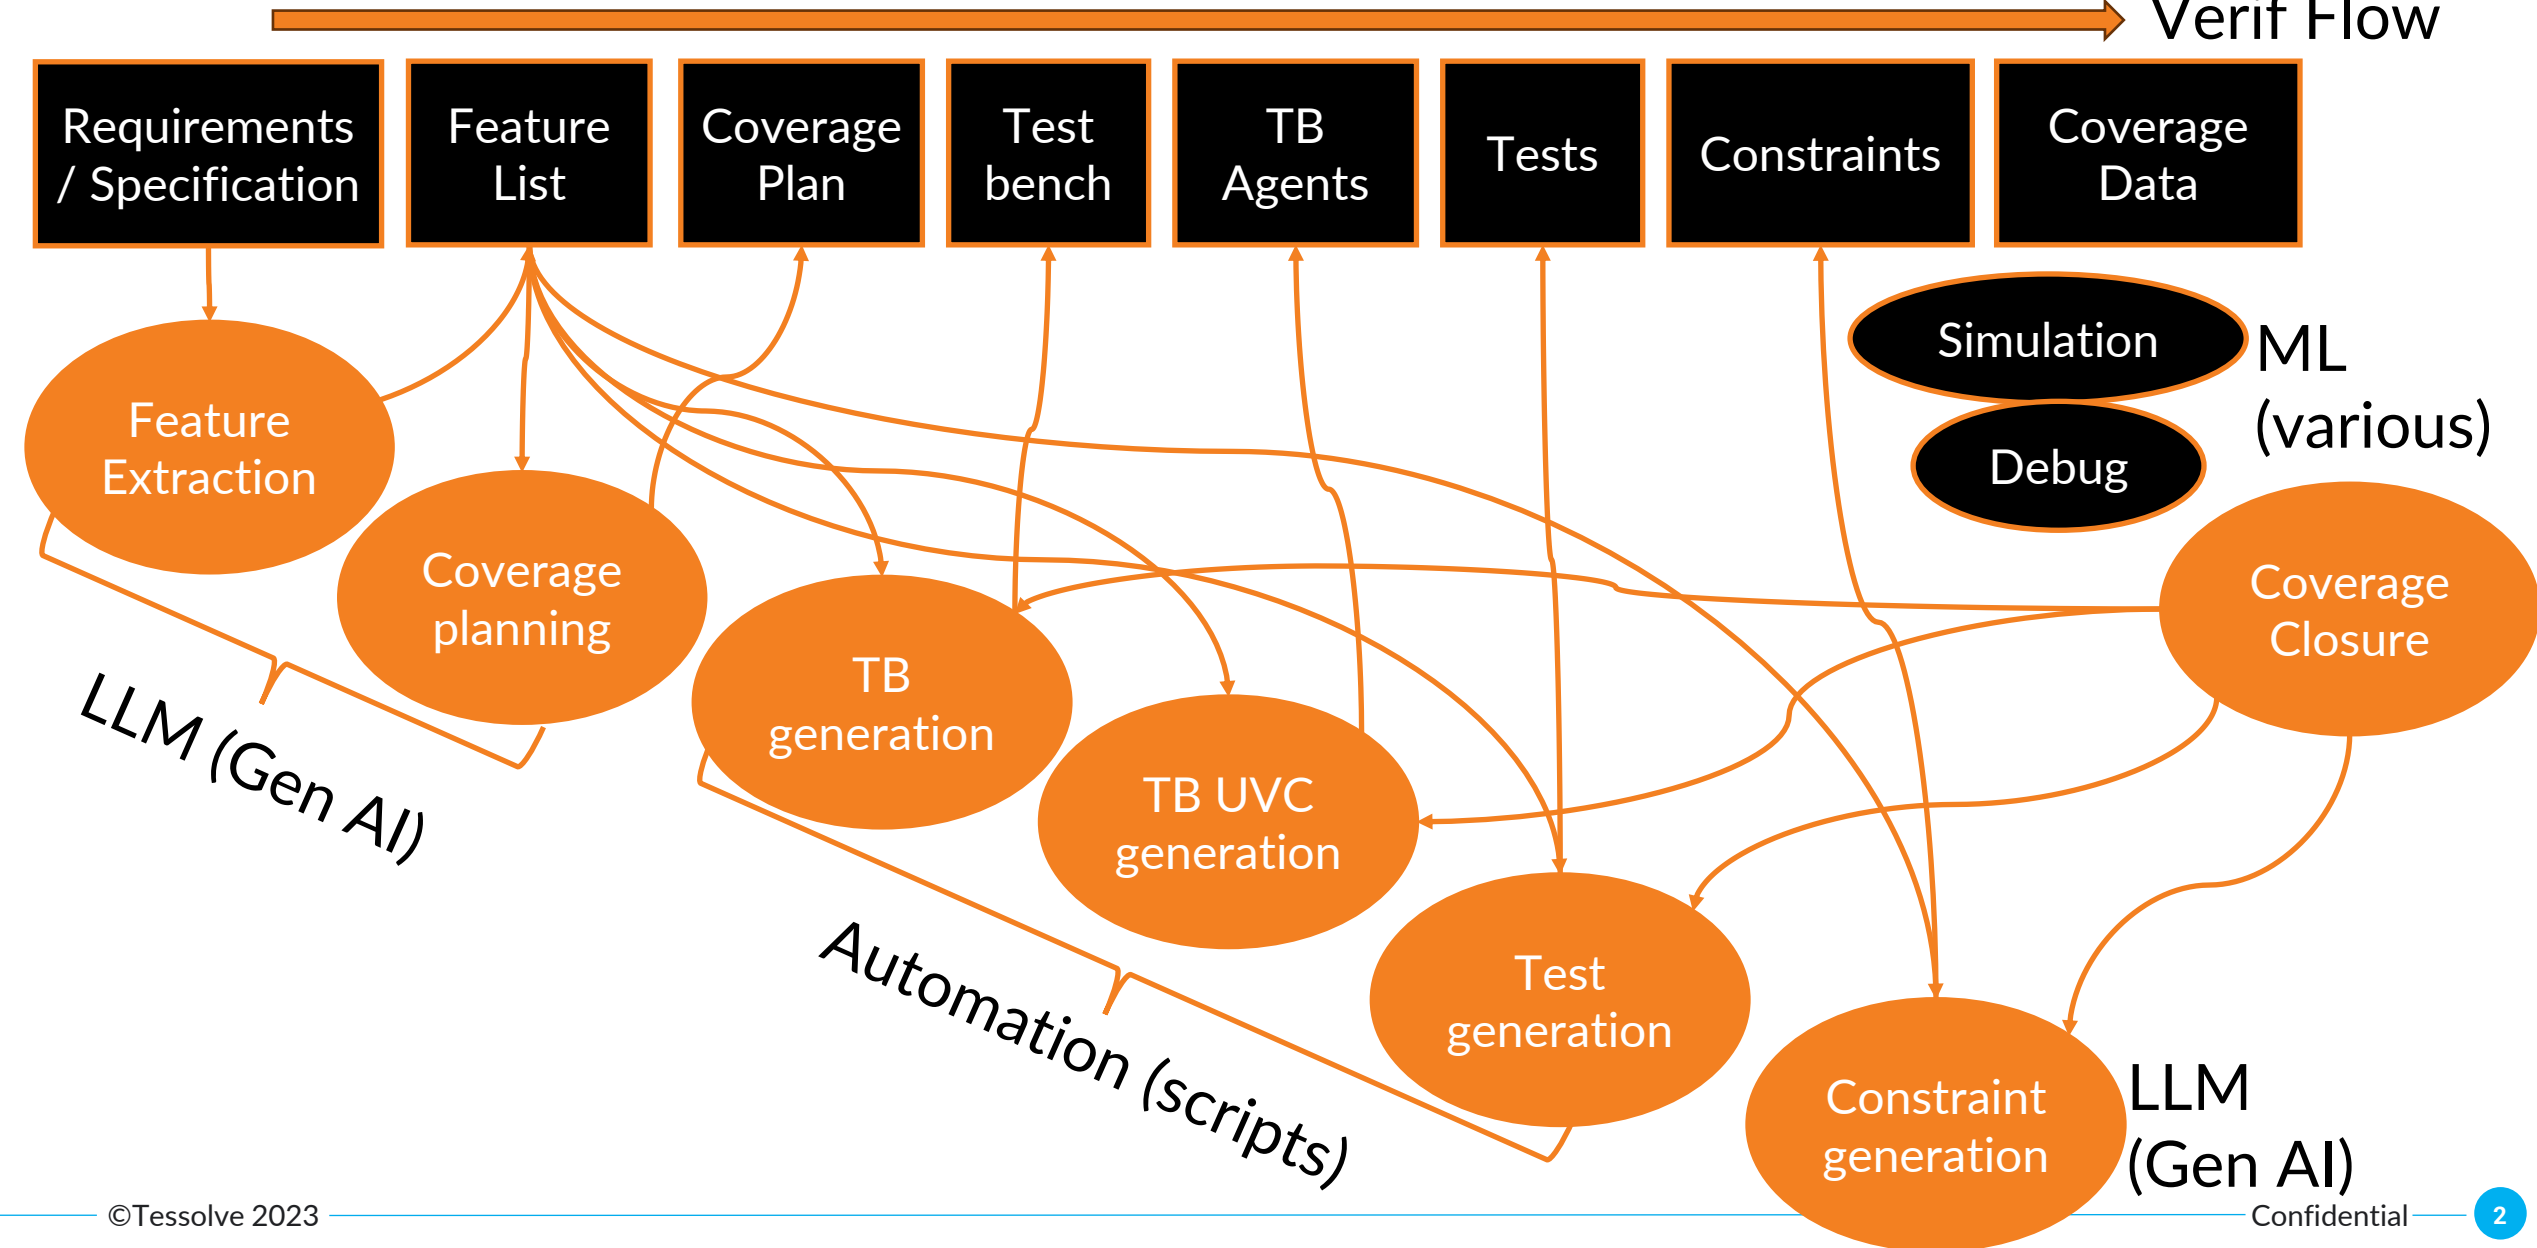 Verif Flow
Requirements
/ Specification
Feature
List
Coverage
Plan
Test
bench
TB
Agents
Tests
Constraints
Coverage
Data
Simulation
ML
(various)
Debug
Feature
Extraction
Coverage
planning
Coverage
Closure
LLM (Gen AI)
TB
generation
TB UVC
generation
Automation (scripts)
Test
generation
Constraint
generation
LLM
(Gen AI)
©Tessolve 2023
Confidential
2